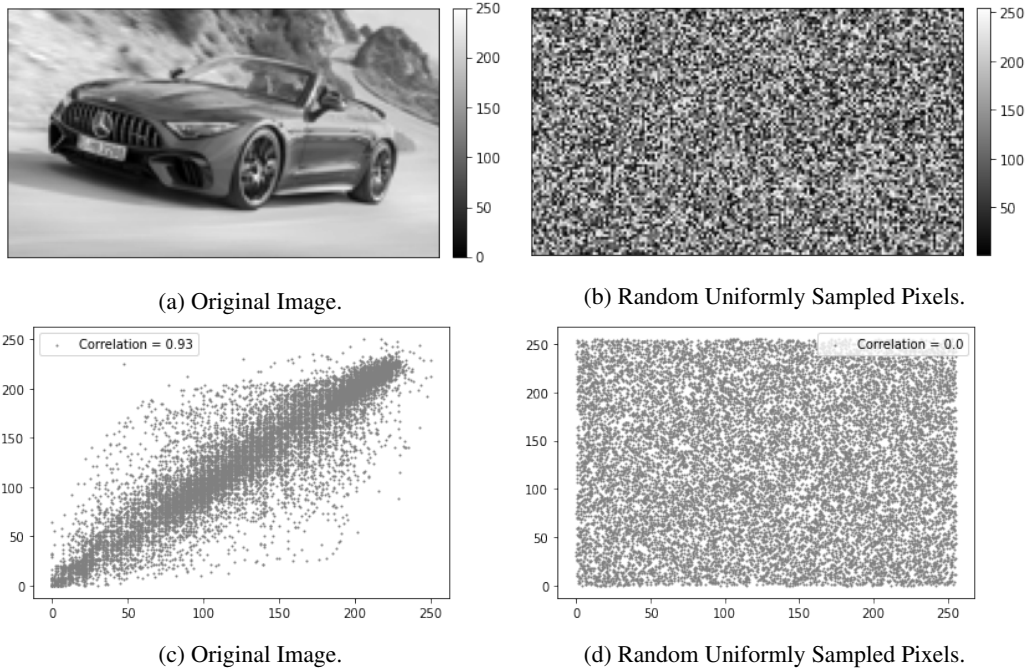 250
200
150
100
50
0
250
200
150
100
50
(a) Original Image.
(b) Random Uniformly Sampled Pixels.
Correlation = 0.93
250
200
150
100
50
0
0 50 100 150 200 250
Correlation = 0.0
250
200
150
100
50
0
0 50 100 150 200 250
(c) Original Image.
(d) Random Uniformly Sampled Pixels.